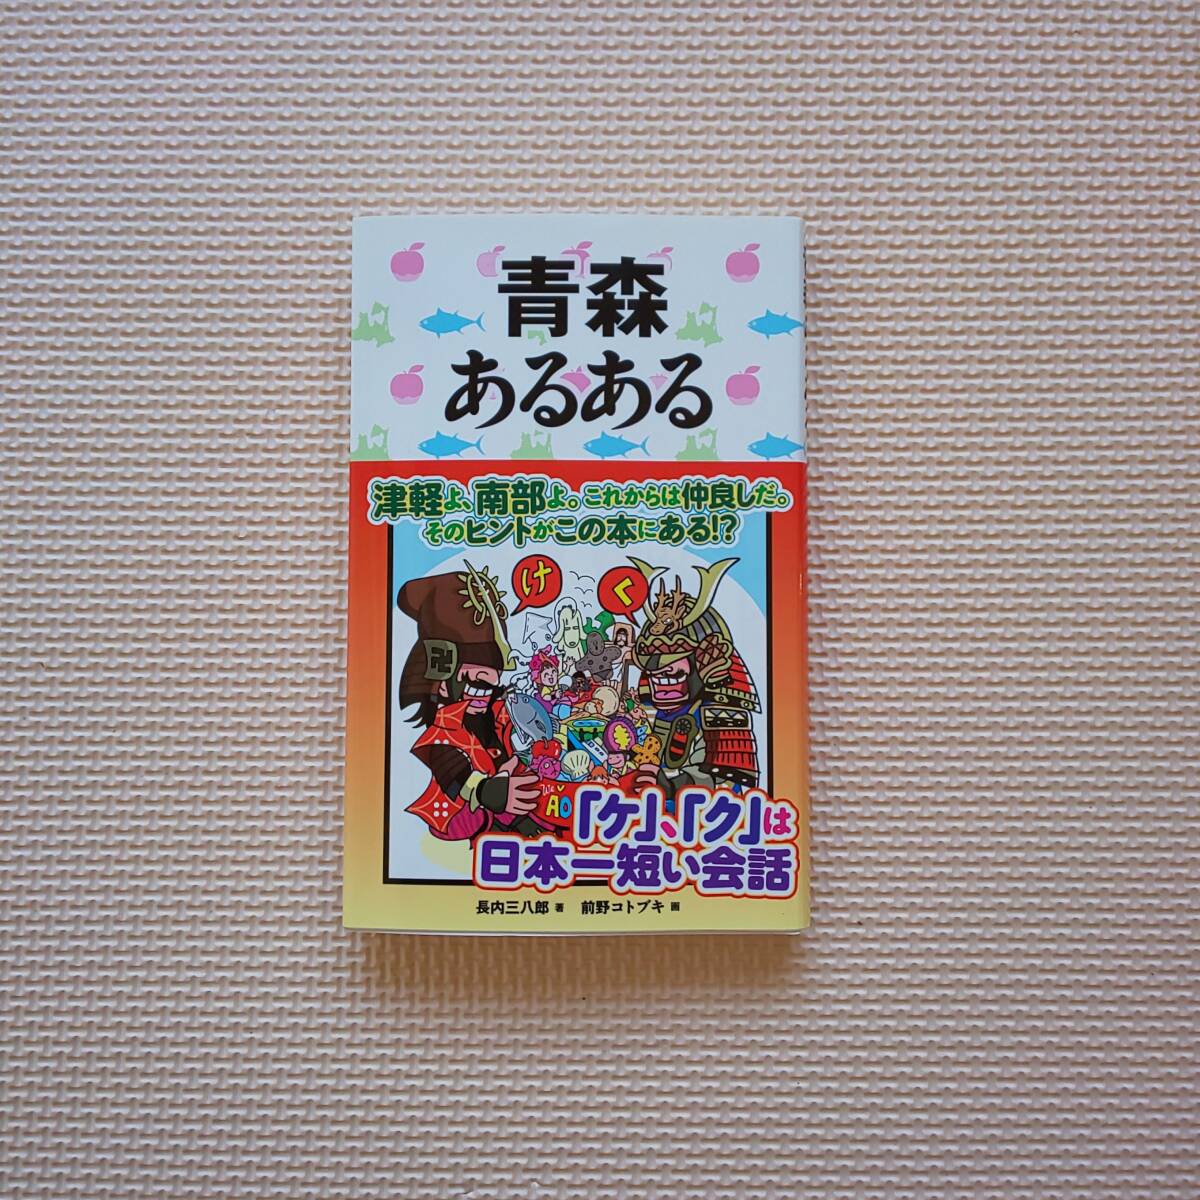 青森
あるある
津軽よ、南部よ。これからは仲良しだ。
そのヒントがこの本にある!?
け
く
We
AO
「ケ」、「ク」は
日本一短い会話
長内三八郎 著 前野コトブキ 画